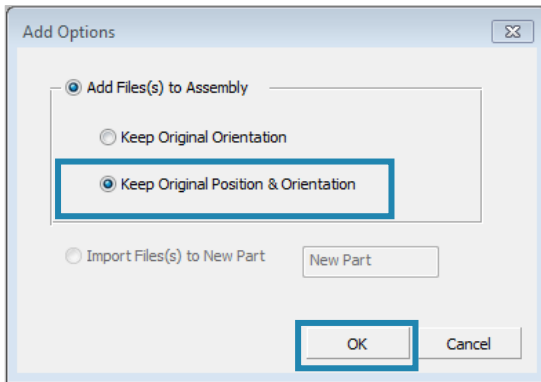 Add Options
Add Files(s) to Assembly
Keep Original Orientation
Keep Original Position & Orientation
Import Files(s) to New Part
New Part
OK
Cancel